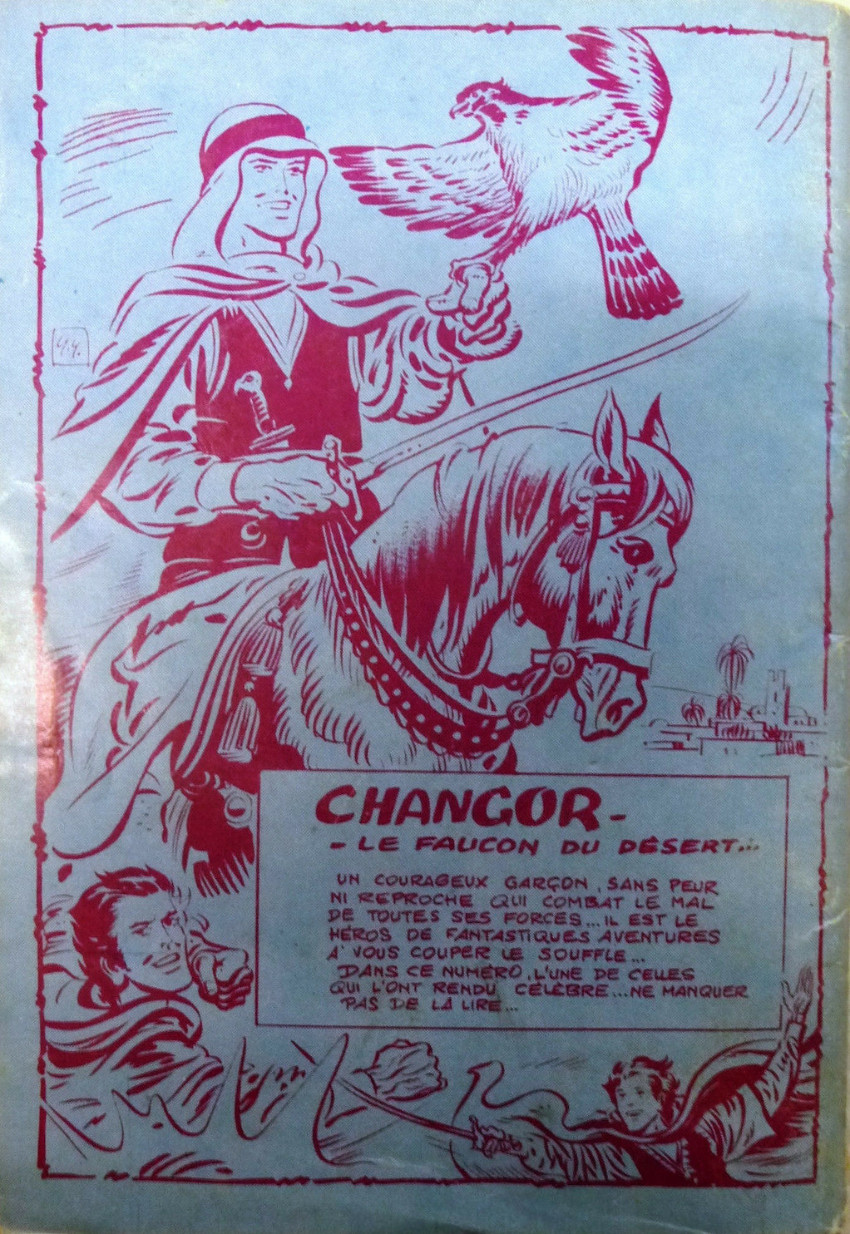 CHANGOR -
- LE FAUCON DU DÉSERT...
UN COURAGEUX GARÇON, SANS PEUR
NI REPROCHE QUI COMBAT LE MAL
DE TOUTES SES FORCES... IL EST LE
HÉROS DE FANTASTIQUES AVENTURES
A' VOUS COUPER LE SOUFFLE...
DANS CE NUMÉRO, L'UNE DE CELLES
QUI L'ONT RENDU CÉLÈBRE... NE MANQUER
PAS DE LA LIRE...